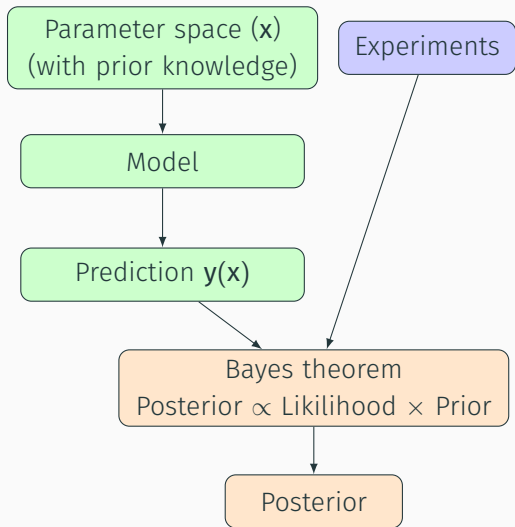 Parameter space (x)
(with prior knowledge)
Experiments
Model
Prediction y(x)
Bayes theorem
Posterior ∝ Likilihood × Prior
Posterior